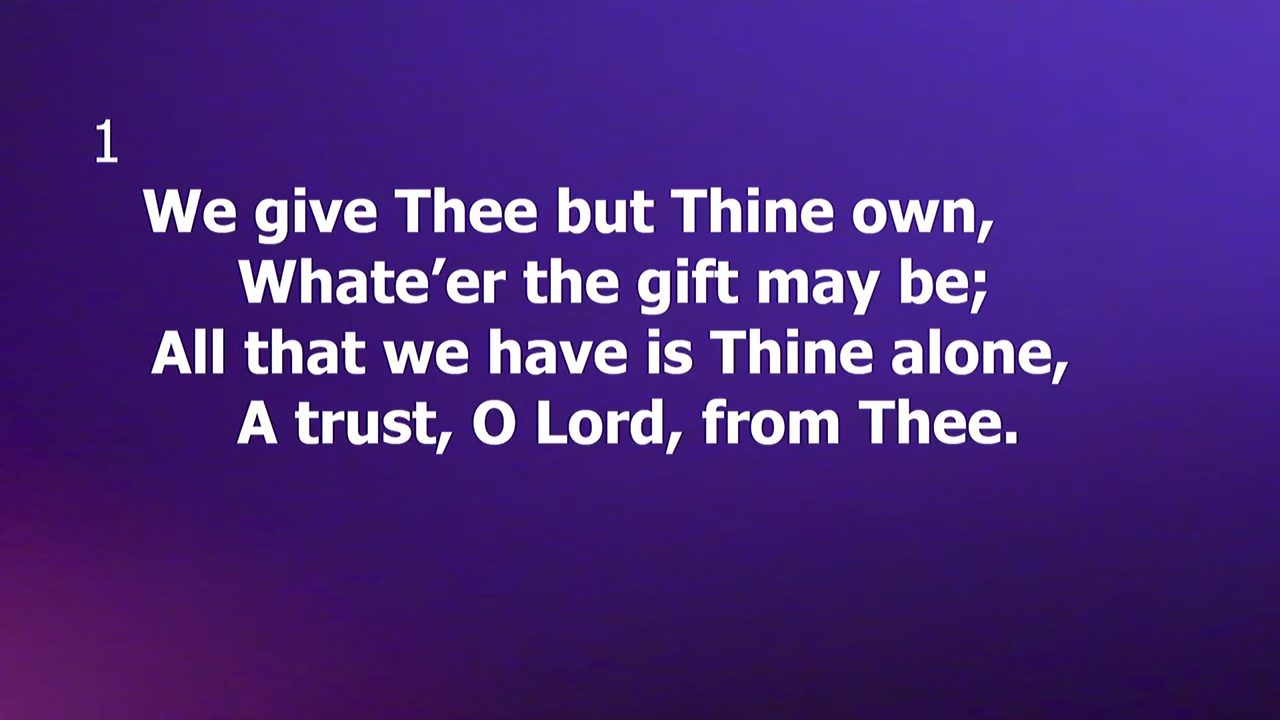 1
We give Thee but Thine own,
Whate’er the gift may be;
All that we have is Thine alone,
A trust, O Lord, from Thee.